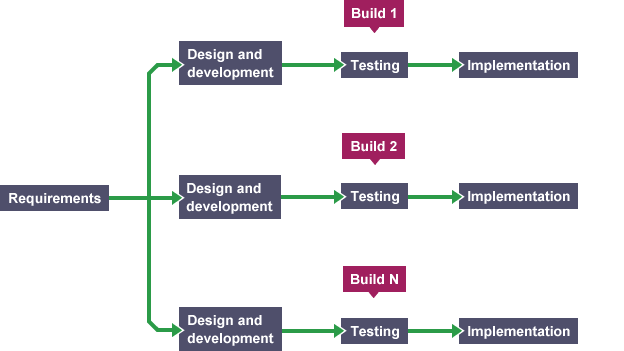 Build 1
Design and
development
Testing
Implementation
Build 2
Requirements
Design and
development
Testing
Implementation
Build N
Design and
development
Testing
Implementation